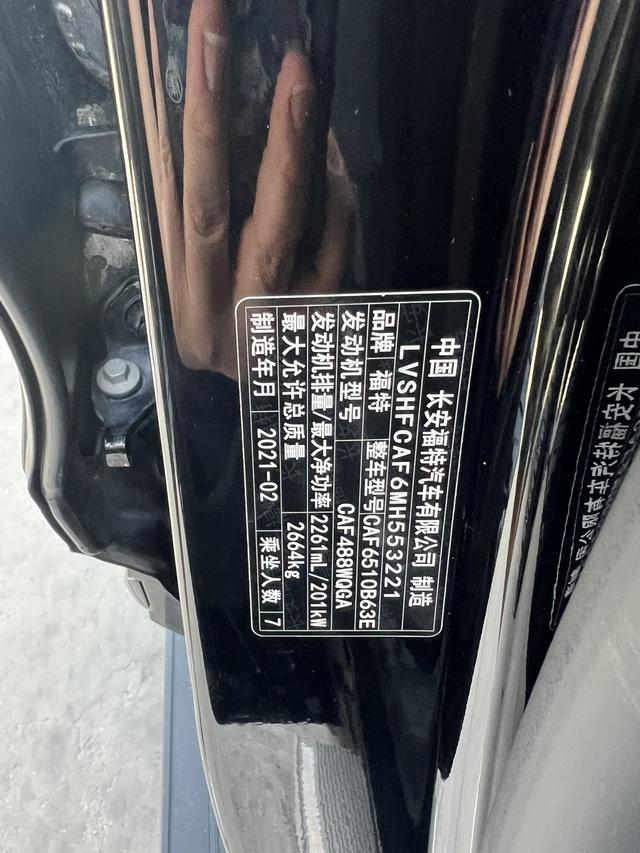 中国 长安福特汽车有限公司 制造
LVSHFCAF6MH553221
品牌 福特 整车型号 CAF6510B63E
发动机型号 CAF488WQGA
发动机排量/最大净功率 2261mL/201kW
最大允许总质量 2664kg
制造年月 2021-02 乘坐人数 7